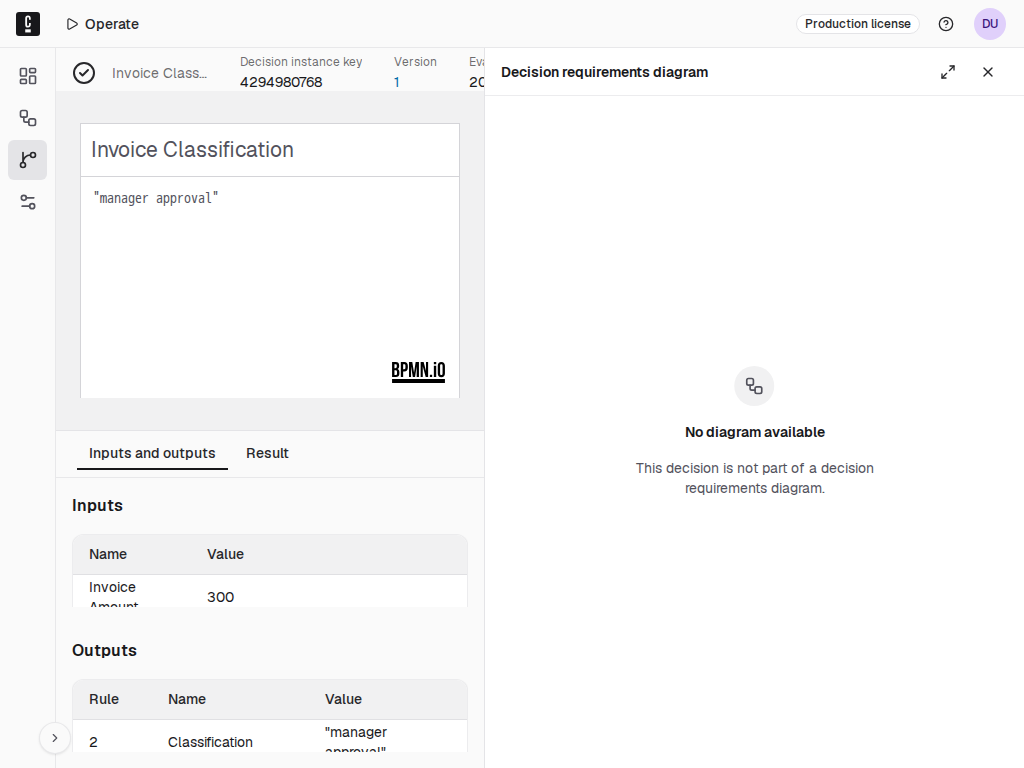 Operate
Production license
DU
Invoice Class...
Decision instance key
4294980768
Version
1
Decision requirements diagram
Invoice Classification
"manager approval"
BPMN.iO
Inputs and outputs
Result
Inputs
Name Value
Invoice Amount 300
Outputs
Rule Name Value
2 Classification "manager approval"
No diagram available
This decision is not part of a decision
requirements diagram.